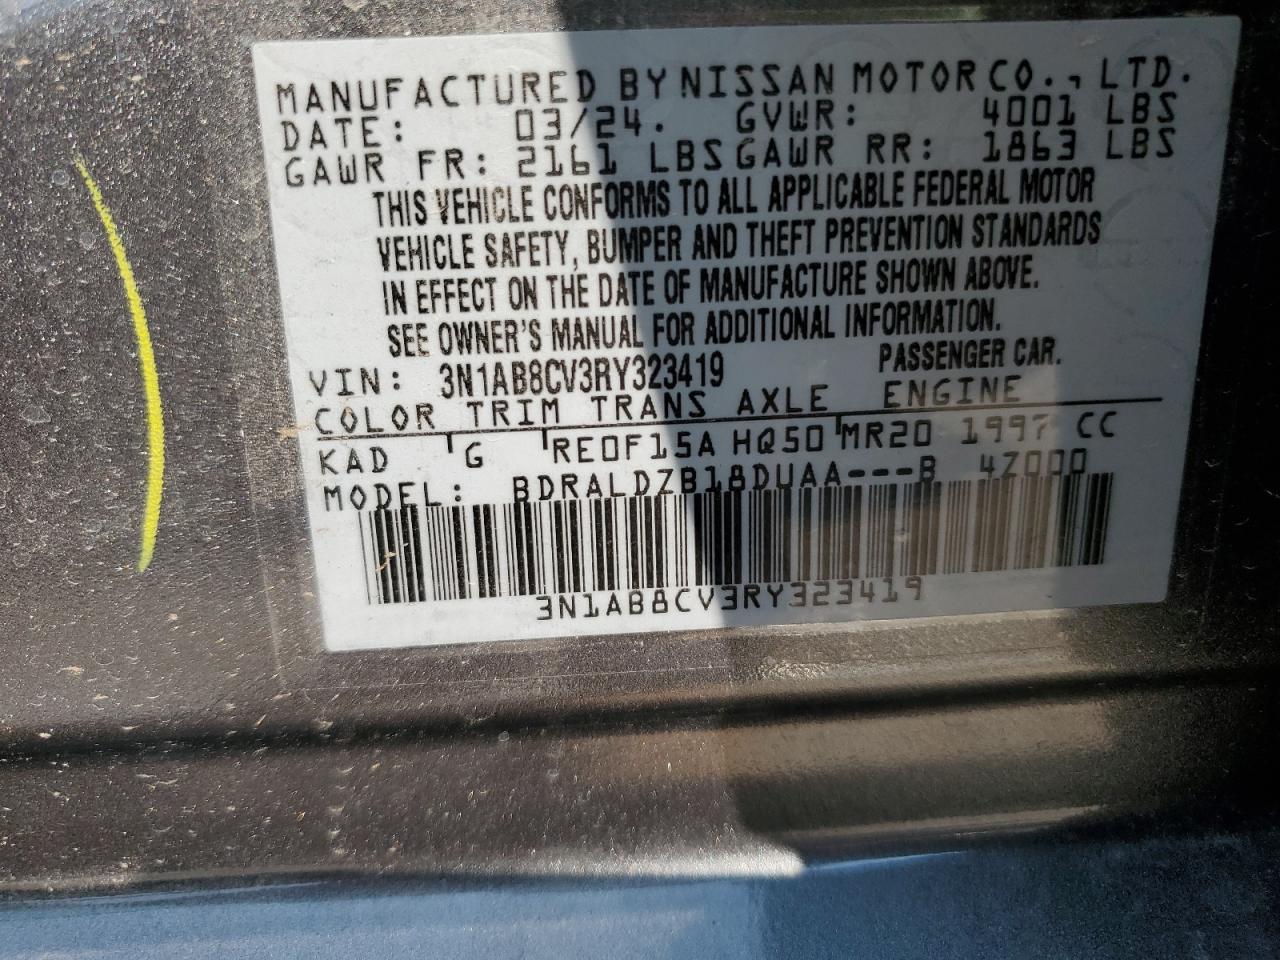 MANUFACTURED BY NISSAN MOTOR CO., LTD.
DATE: 03/24. GVWR: 4001 LBS
GAWR FR: 2161 LBS GAWR RR: 1863 LBS
THIS VEHICLE CONFORMS TO ALL APPLICABLE FEDERAL MOTOR
VEHICLE SAFETY, BUMPER AND THEFT PREVENTION STANDARDS
IN EFFECT ON THE DATE OF MANUFACTURE SHOWN ABOVE.
SEE OWNER'S MANUAL FOR ADDITIONAL INFORMATION.
VIN: 3N1AB8CV3RY323419 PASSENGER CAR.
COLOR TRIM TRANS AXLE ENGINE
KAD G RE0F15A HQ50 MR20 1997 CC
MODEL: BDRALDZB18DUAA---B 4Z000
3N1AB8CV3RY323419